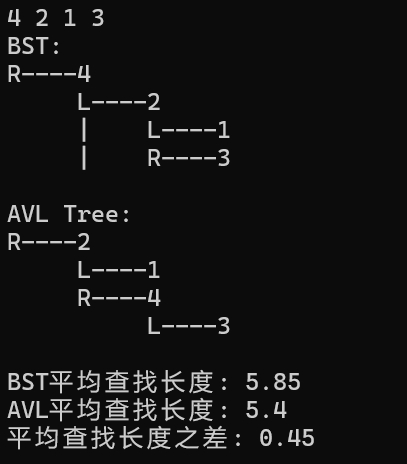 4 2 1 3
BST:
R----4
     L----2
     |    L----1
     |    R----3

AVL Tree:
R----2
     L----1
     R----4
          L----3

BST平均查找长度: 5.85
AVL平均查找长度: 5.4
平均查找长度之差: 0.45